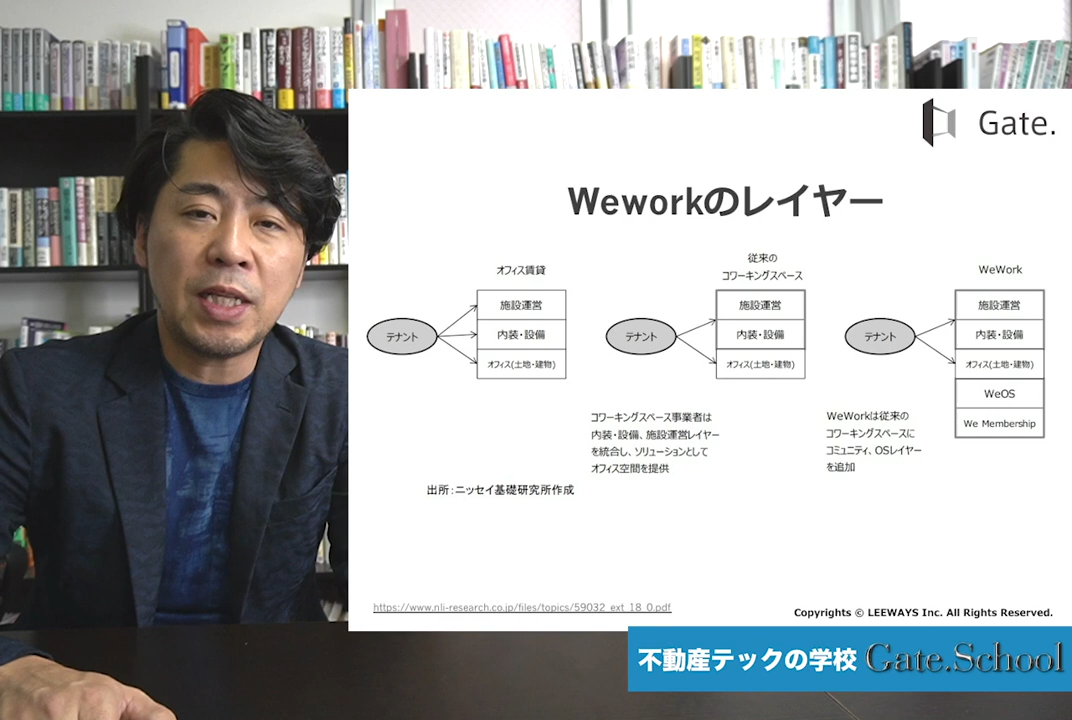 Gate.
Weworkのレイヤー
オフィス賃貸
テナント
施設運営
内装・設備
オフィス(土地・建物)
従来の
コワーキングスペース
テナント
施設運営
内装・設備
オフィス(土地・建物)
WeWork
テナント
施設運営
内装・設備
オフィス(土地・建物)
WeOS
We Membership
コワーキングスペース事業者は
内装・設備、施設運営レイヤー
を統合し、ソリューションとして
オフィス空間を提供
WeWorkは従来の
コワーキングスペースに
コミュニティ、OSレイヤー
を追加
出所：ニッセイ基礎研究所作成
https://www.nli-research.co.jp/files/topics/59032_ext_18_0.pdf
Copyrights © LEEWAYS Inc. All Rights Reserved.
不動産テックの学校 Gate.School